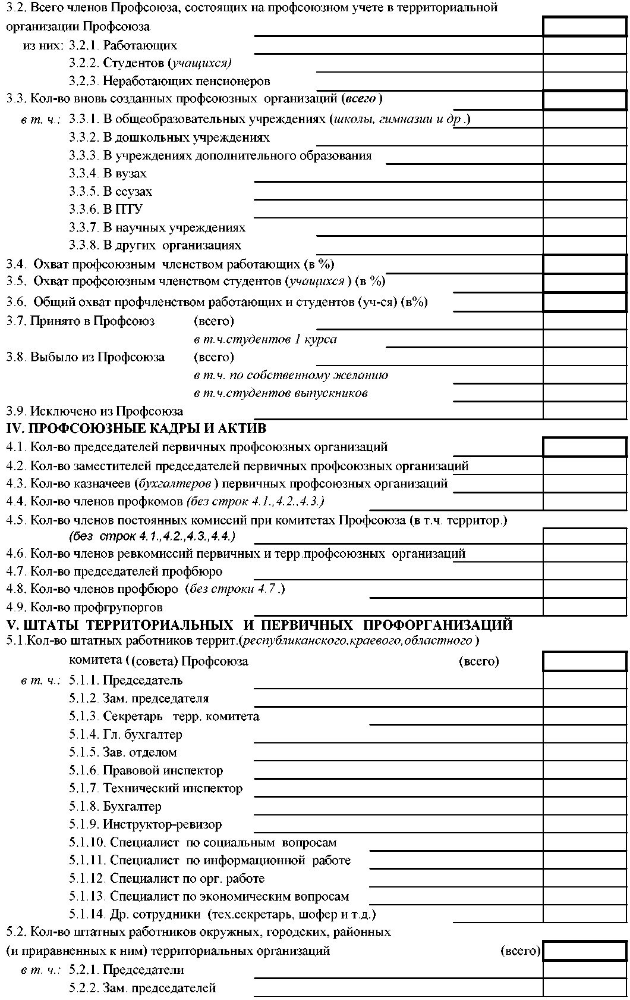 3.2. Всего членов Профсоюза, состоящих на профсоюзном учете в территориальной
организации Профсоюза
из них: 3.2.1. Работающих
3.2.2. Студентов (учащихся)
3.2.3. Неработающих пенсионеров
3.3. Кол-во вновь созданных профсоюзных организаций (всего)
в т. ч.: 3.3.1. В общеобразовательных учреждениях (школы, гимназии и др.)
3.3.2. В дошкольных учреждениях
3.3.3. В учреждениях дополнительного образования
3.3.4. В вузах
3.3.5. В ссузах
3.3.6. В ПТУ
3.3.7. В научных учреждениях
3.3.8. В других организациях
3.4. Охват профсоюзным членством работающих (в %)
3.5. Охват профсоюзным членством студентов (учащихся) (в %)
3.6. Общий охват профчленством работающих и студентов (уч-ся) (в%)
3.7. Принято в Профсоюз (всего)
в т.ч.студентов 1 курса
3.8. Выбыло из Профсоюза (всего)
в т.ч. по собственному желанию
в т.ч.студентов выпускников
3.9. Исключено из Профсоюза
IV. ПРОФСОЮЗНЫЕ КАДРЫ И АКТИВ
4.1. Кол-во председателей первичных профсоюзных организаций
4.2. Кол-во заместителей председателей первичных профсоюзных организаций
4.3. Кол-во казначеев (бухгалтеров) первичных профсоюзных организаций
4.4. Кол-во членов профкомов (без строк 4.1.,4.2.,4.3.)
4.5. Кол-во членов постоянных комиссий при комитетах Профсоюза (в т.ч. территор.)
(без строк 4.1.,4.2.,4.3.,4.4.)
4.6. Кол-во членов ревкомиссий первичных и терр.профсоюзных организаций
4.7. Кол-во председателей профбюро
4.8. Кол-во членов профбюро (без строки 4.7.)
4.9. Кол-во профгрупоргов
V. ШТАТЫ ТЕРРИТОРИАЛЬНЫХ И ПЕРВИЧНЫХ ПРОФОРГАНИЗАЦИЙ
5.1.Кол-во штатных работников террит.(республиканского,краевого,областного)
комитета ((совета) Профсоюза (всего)
в т. ч.: 5.1.1. Председатель
5.1.2. Зам. председателя
5.1.3. Секретарь терр. комитета
5.1.4. Гл. бухгалтер
5.1.5. Зав. отделом
5.1.6. Правовой инспектор
5.1.7. Технический инспектор
5.1.8. Бухгалтер
5.1.9. Инструктор-ревизор
5.1.10. Специалист по социальным вопросам
5.1.11. Специалист по информационной работе
5.1.12. Специалист по орг. работе
5.1.13. Специалист по экономическим вопросам
5.1.14. Др. сотрудники (тех.секретарь, шофер и т.д.)
5.2. Кол-во штатных работников окружных, городских, районных
(и приравненных к ним) территориальных организаций (всего)
в т. ч.: 5.2.1. Председатели
5.2.2. Зам. председателей